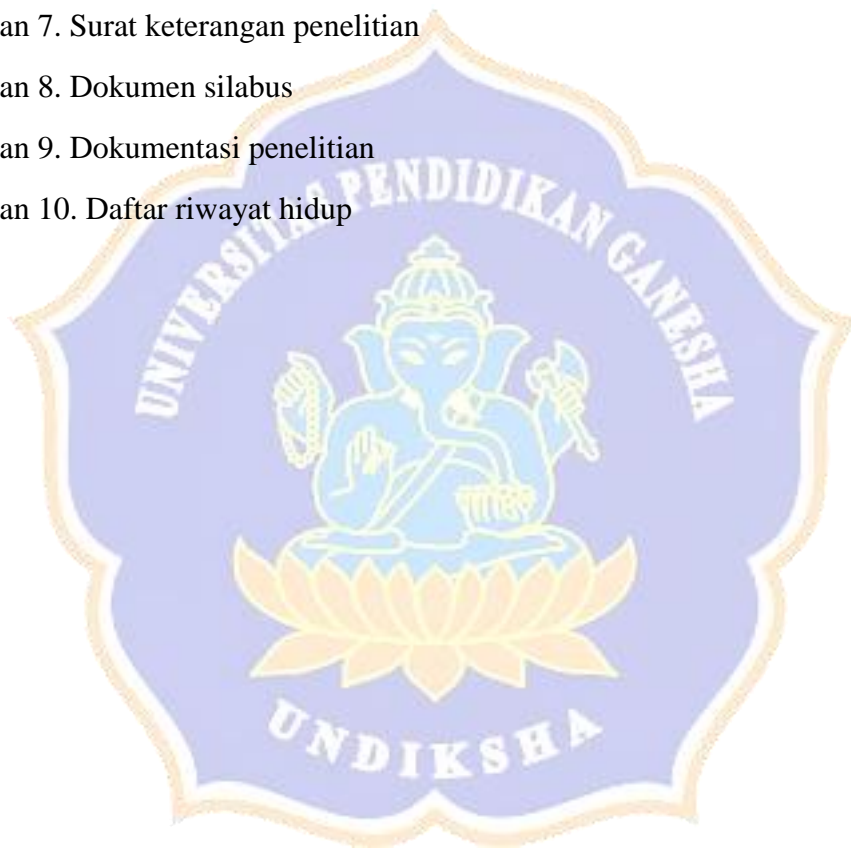 an 7. Surat keterangan penelitian
an 8. Dokumen silabus
an 9. Dokumentasi penelitian
an 10. Daftar riwayat hidup
UNIVERSITAS PENDIDIKAN GANESHA
UNDIKSHA